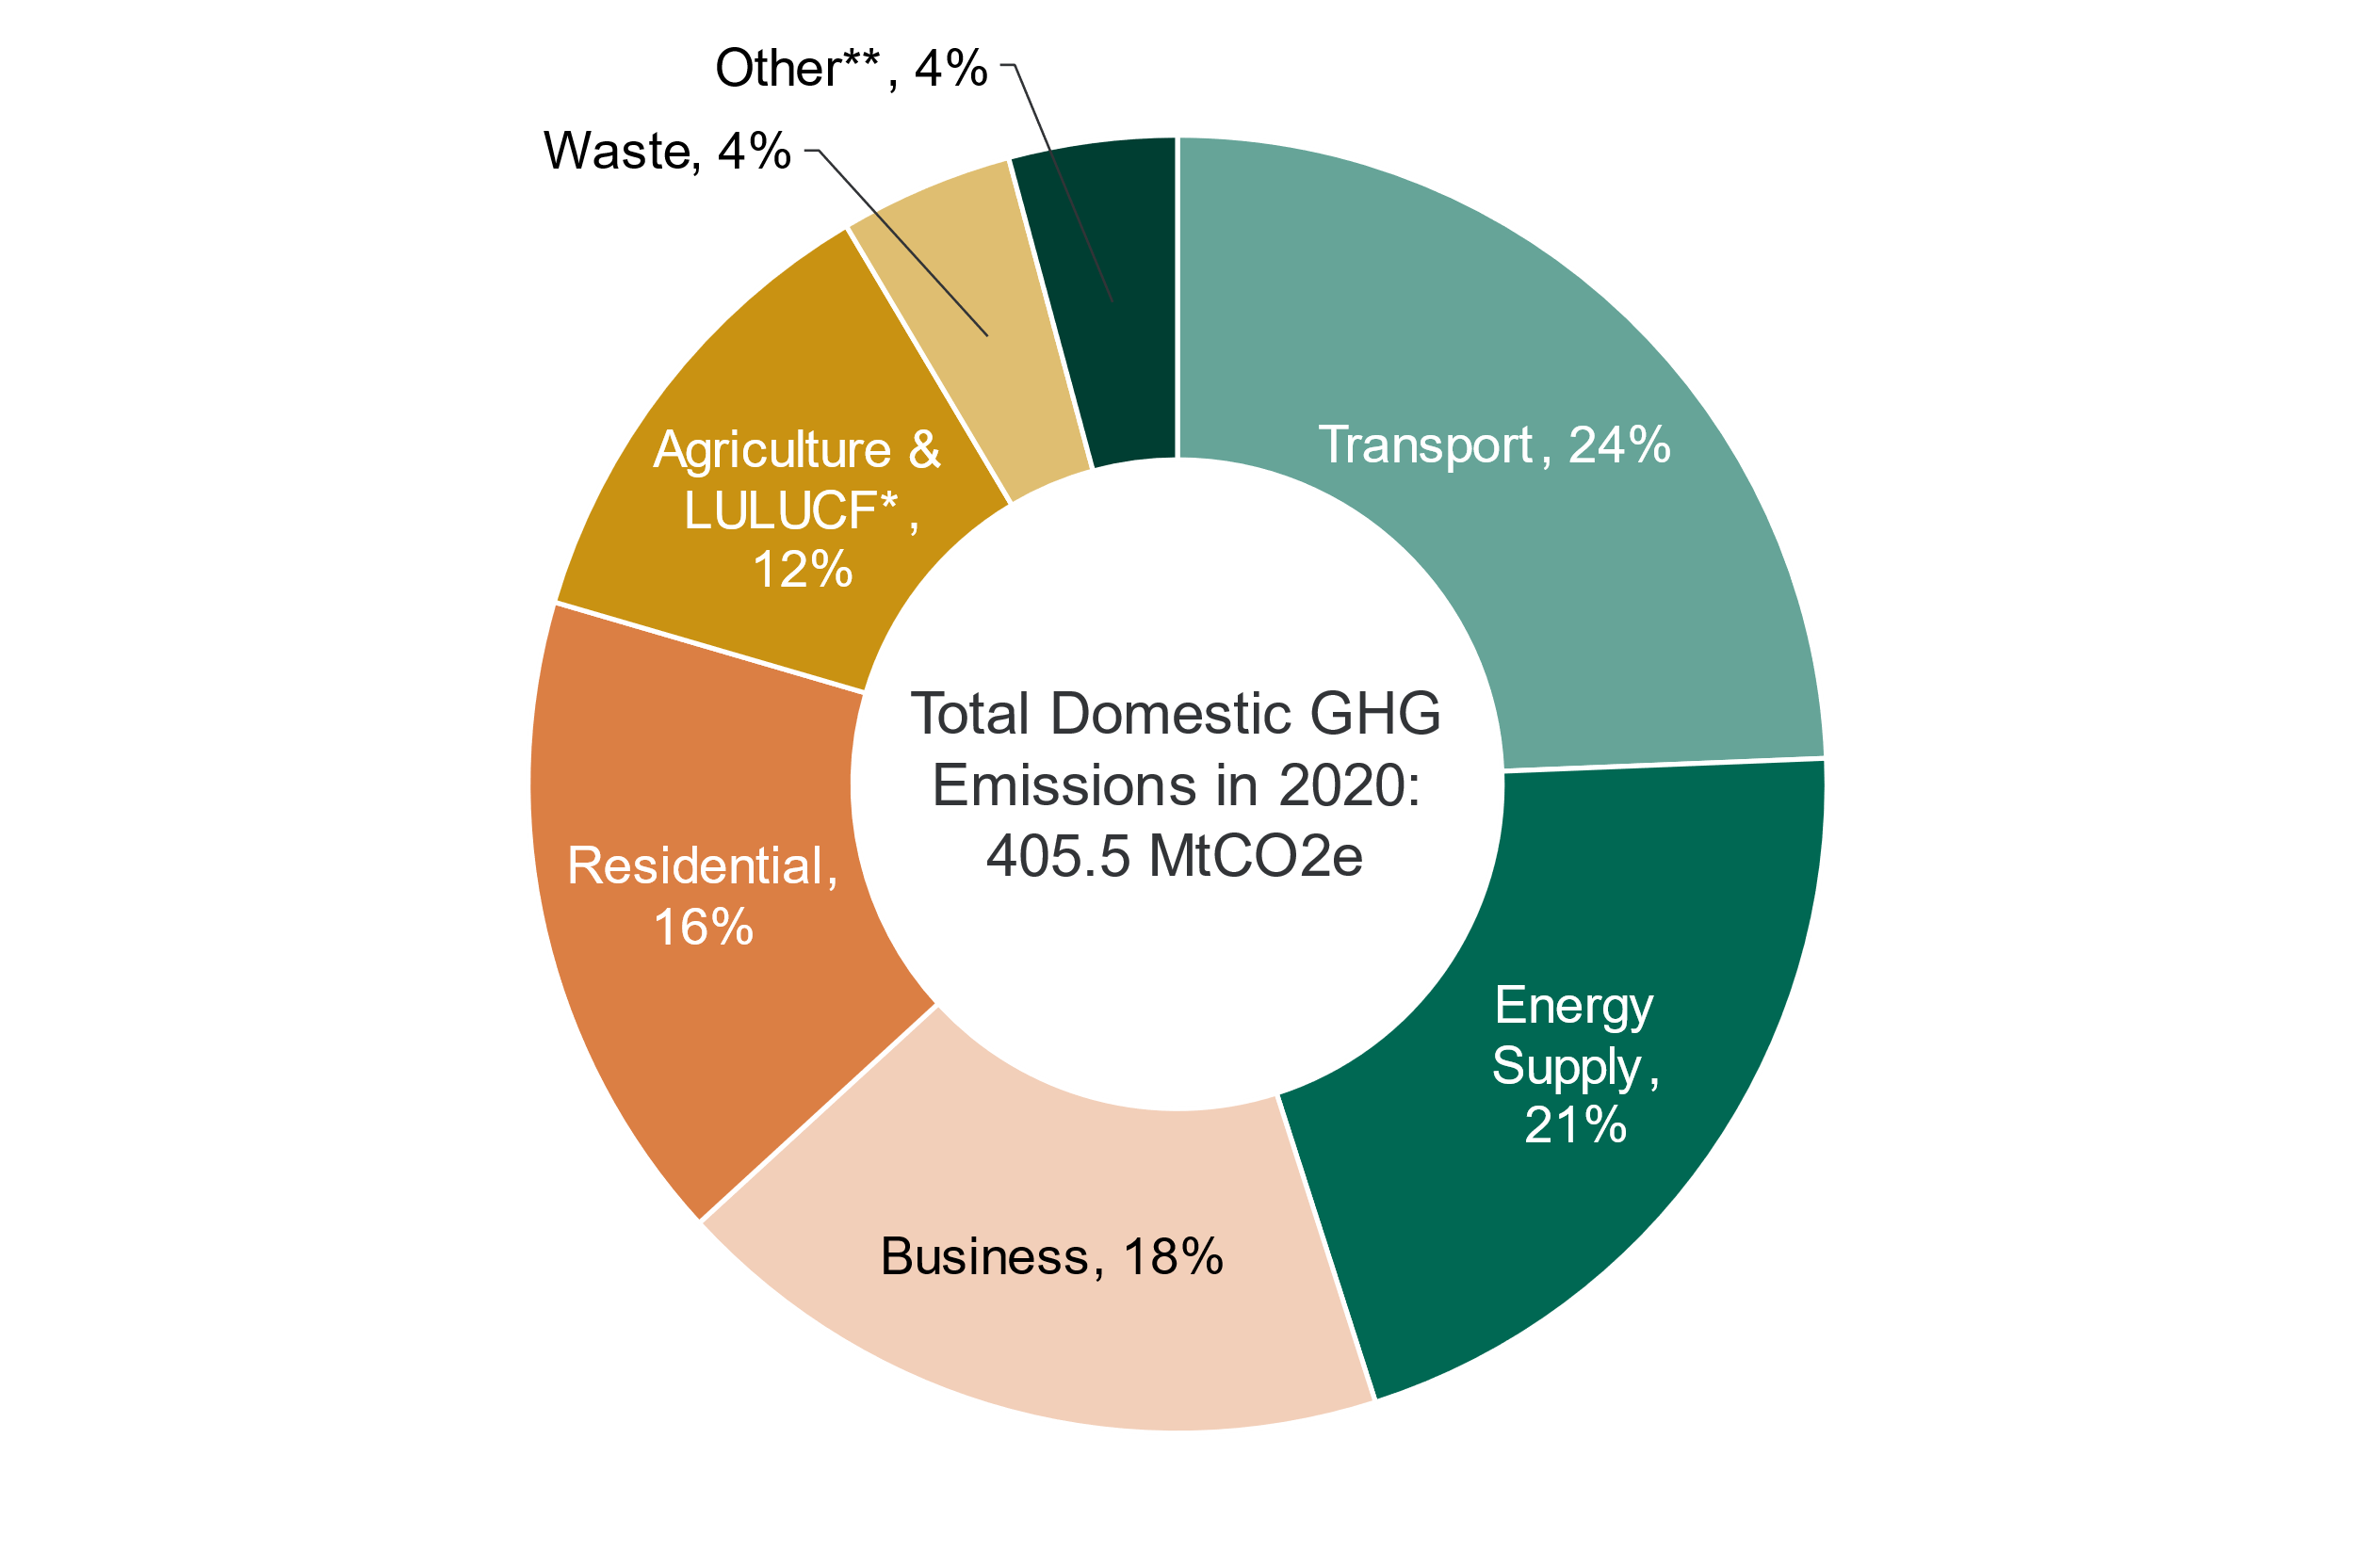 Other**, 4%
Waste, 4%
Transport, 24%
Agriculture &
LULUCF*,
12%
Total Domestic GHG
Emissions in 2020:
405.5 MtCO2e
Residential,
16%
Energy
Supply,
21%
Business, 18%